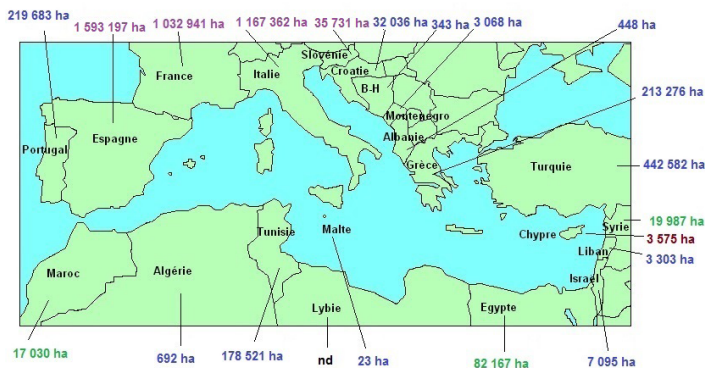 219 683 ha
1 593 197 ha
1 032 941 ha
1 167 362 ha
35 731 ha
32 036 ha
343 ha
3 068 ha
448 ha
Slovénie
Croatie
France
Italie
B-H
213 276 ha
Monténégro
Espagne
Albanie
Portugal
Grèce
Turquie
442 582 ha
19 987 ha
Tunisie
Malte
Chypre
Syrie
3 575 ha
Liban
3 303 ha
Maroc
Algérie
Israël
Lybie
Egypte
17 030 ha
692 ha
178 521 ha
nd
23 ha
82 167 ha
7 095 ha